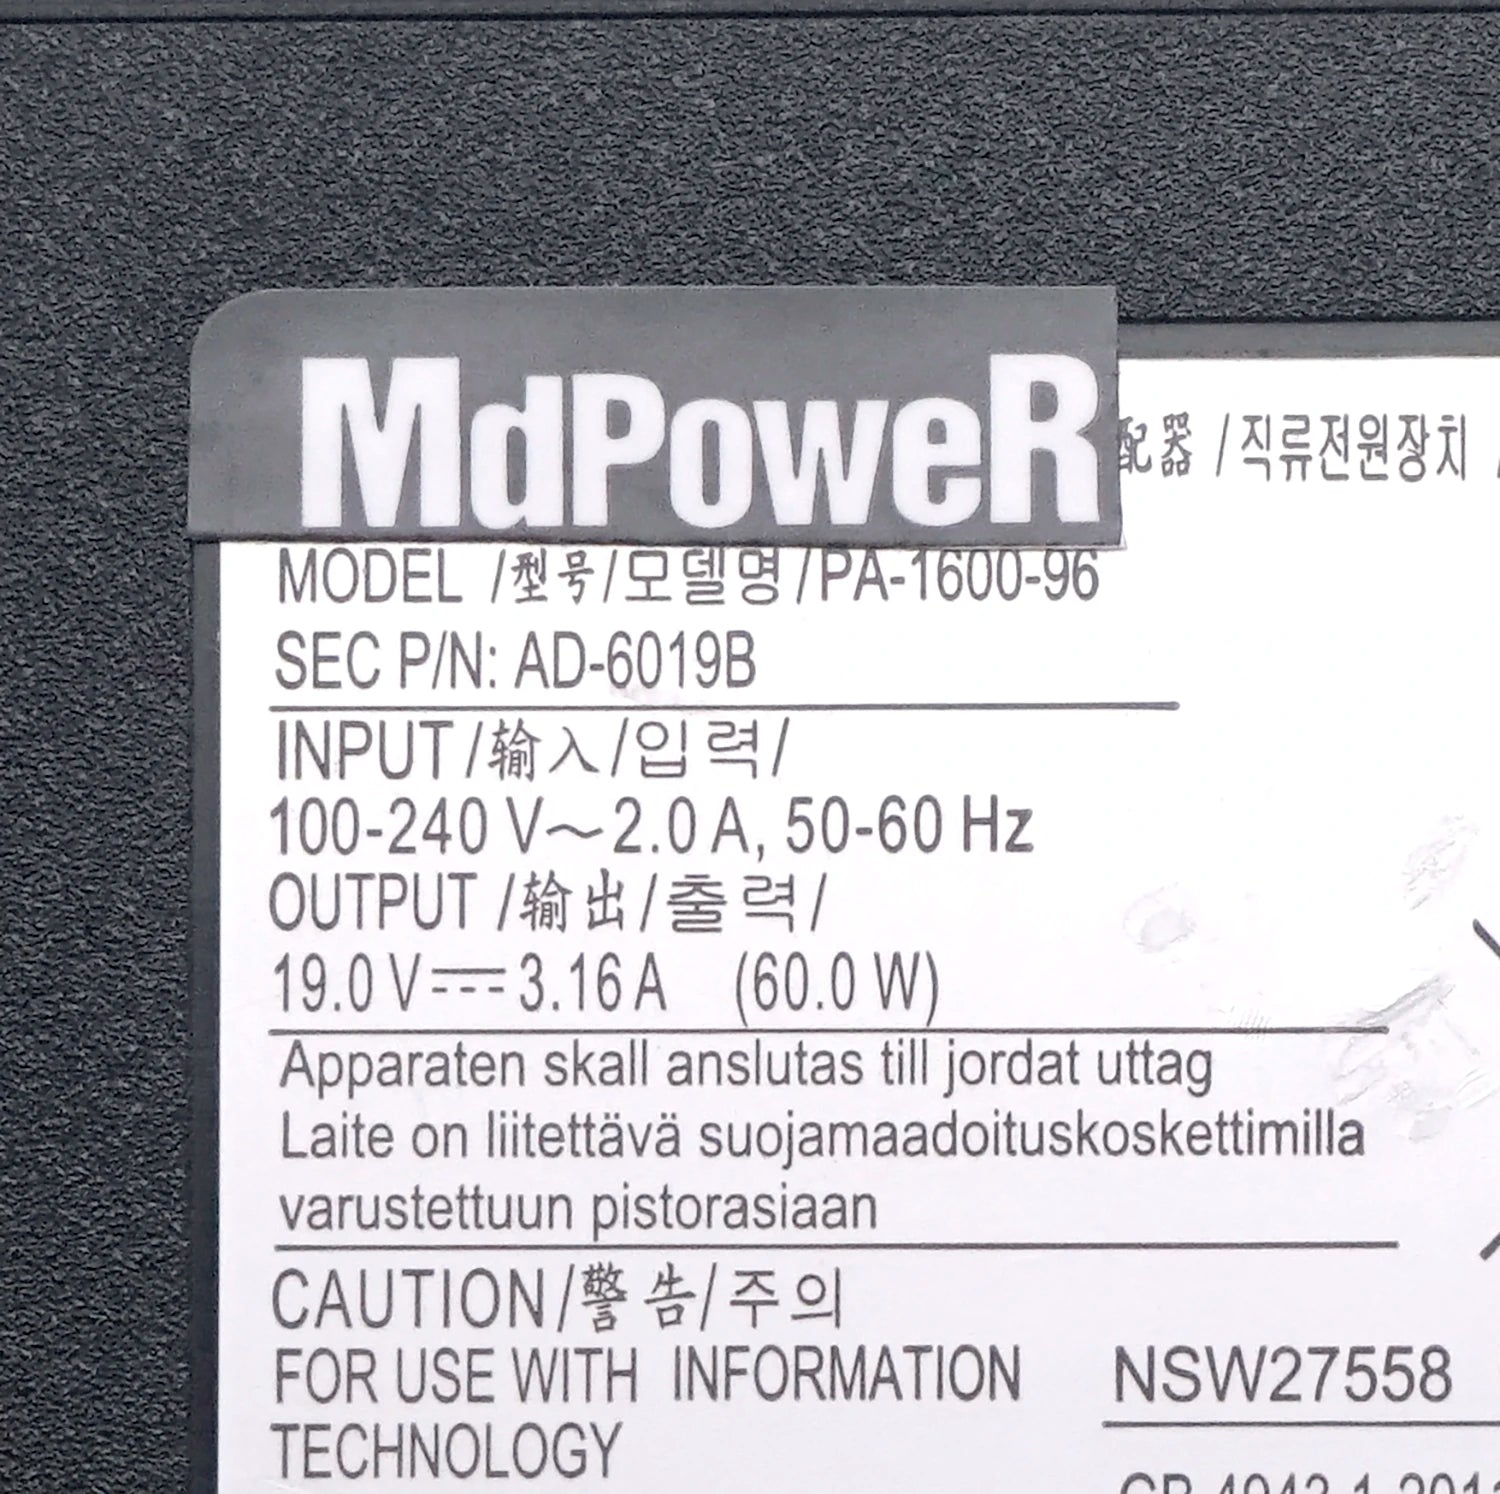 MdPoweR
配器 /직류전원장치
MODEL /型号/모델명/PA-1600-96
SEC P/N: AD-6019B
INPUT/输入/입력/
100-240 V～2.0 A, 50-60 Hz
OUTPUT /输出/출력/
19.0 V⎓3.16 A (60.0 W)
Apparaten skall anslutas till jordat uttag
Laite on liitettävä suojamaadoituskoskettimilla
varustettuun pistorasiaan
CAUTION/警告/주의
FOR USE WITH INFORMATION
TECHNOLOGY
NSW27558